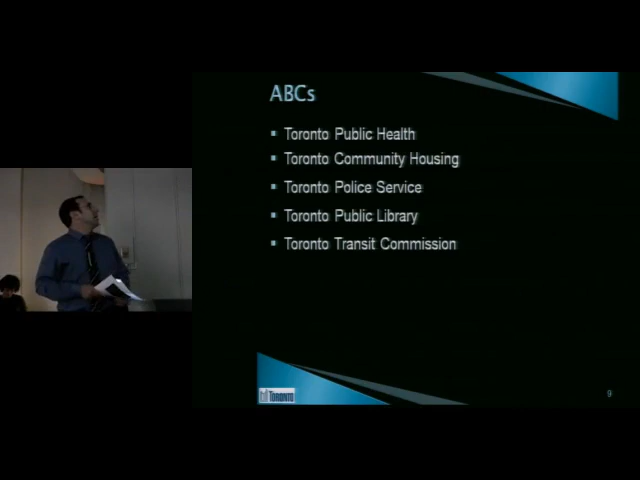 ABCs
▪ Toronto Public Health
▪ Toronto Community Housing
▪ Toronto Police Service
▪ Toronto Public Library
▪ Toronto Transit Commission
TORONTO
9